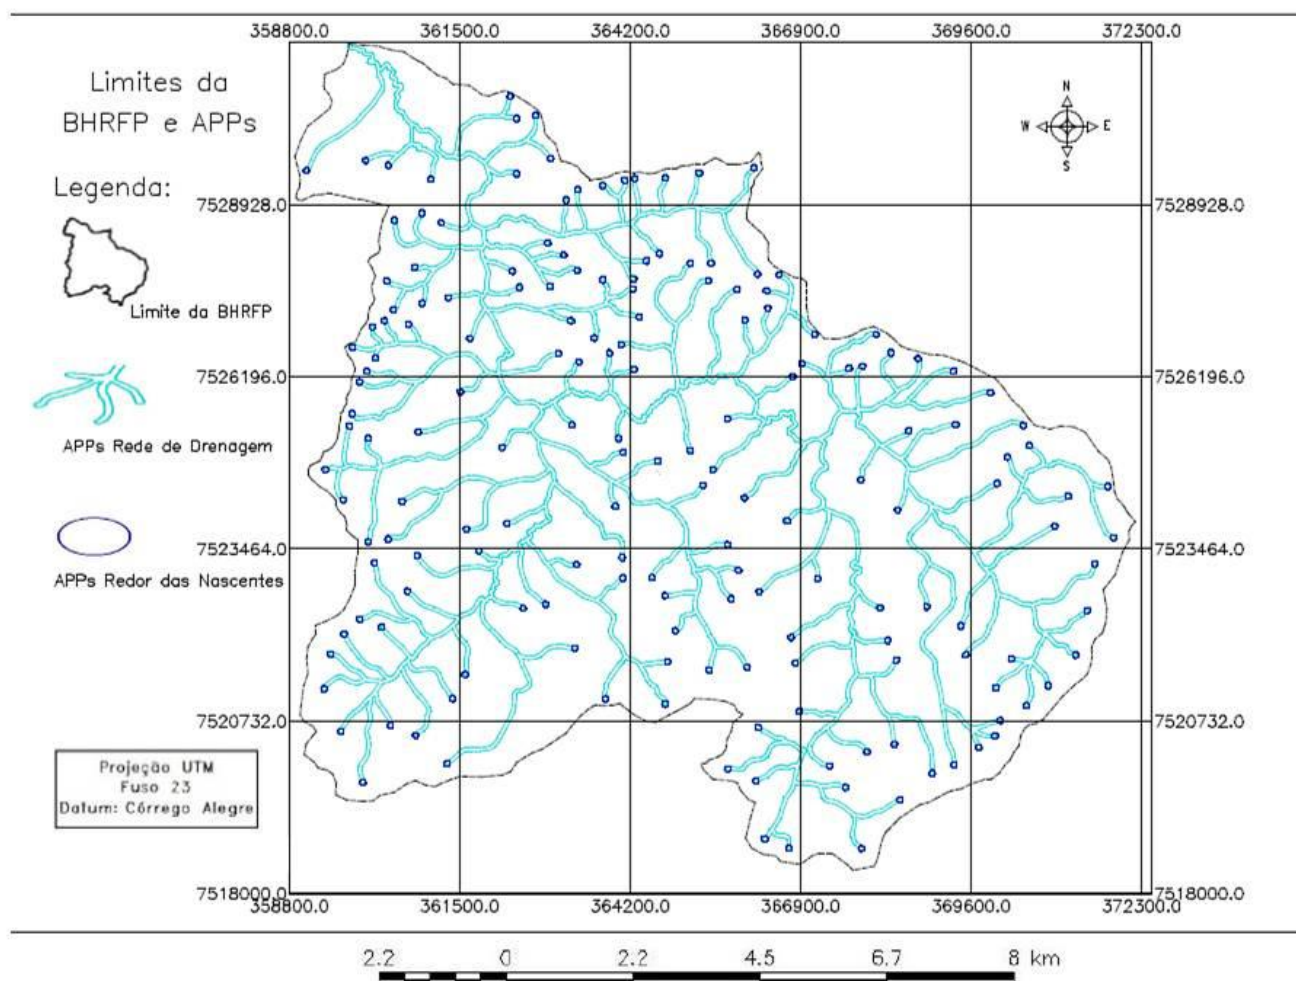 358800.0 361500.0 364200.0 366900.0 369600.0 372300.0
Limites da
BHRFP e APPs
N
W E
S
Legenda:
7528928.0 7528928.0
Limite da BHRFP
7526196.0 7526196.0
APPs Rede de Drenagem
7523464.0 7523464.0
APPs Redor das Nascentes
7520732.0 7520732.0
Projeção UTM
Fuso 23
Datum: Córrego Alegre
7518000.0 7518000.0
358800.0 361500.0 364200.0 366900.0 369600.0 372300.0
2.2 0 2.2 4.5 6.7 8 km